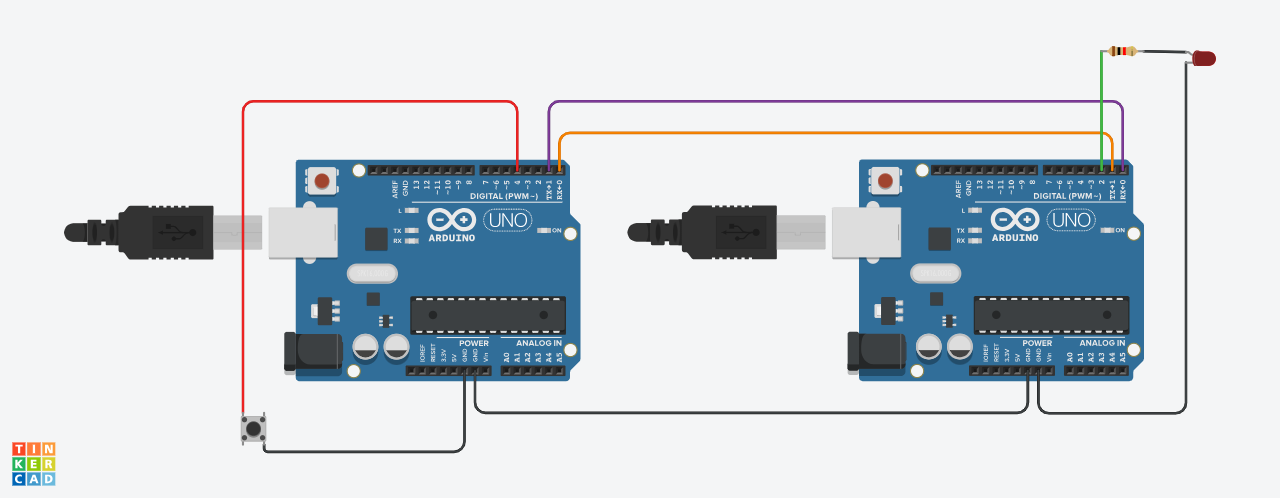 AREF
GND
13
12
~11
~10
~9
8
7
~6
~5
4
~3
2
TX→1
RX←0
DIGITAL (PWM~)
L
TX
RX
UNO
ARDUINO
ON
POWER
ANALOG IN
IOREF
RESET
3.3V
5V
GND
GND
Vin
A0
A1
A2
A3
A4
A5
AREF
GND
13
12
~11
~10
~9
8
7
~6
~5
4
~3
2
TX→1
RX←0
DIGITAL (PWM~)
L
TX
RX
UNO
ARDUINO
ON
POWER
ANALOG IN
IOREF
RESET
3.3V
5V
GND
GND
Vin
A0
A1
A2
A3
A4
A5
TIN
KER
CAD